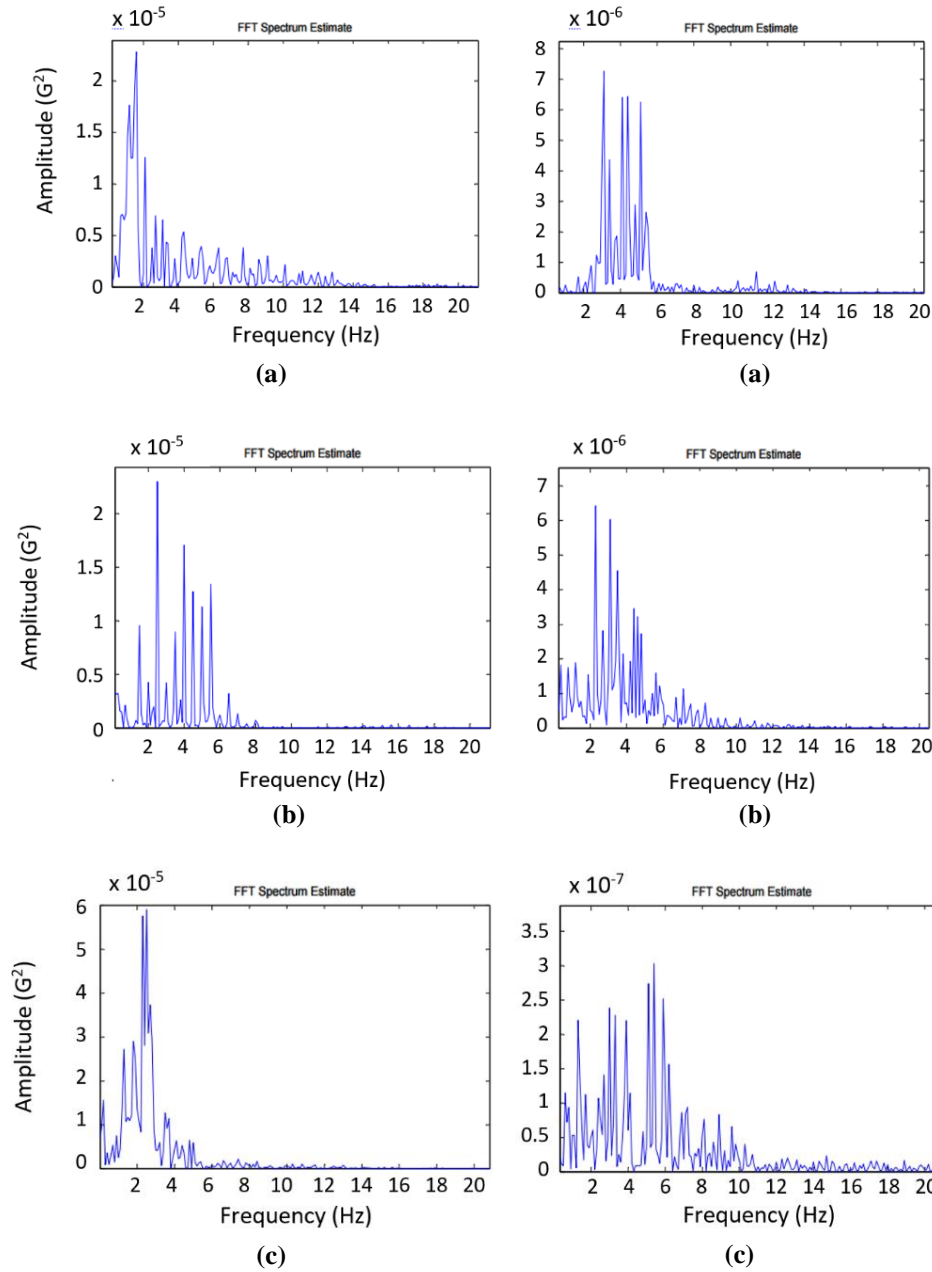 x 10-5
FFT Spectrum Estimate
Amplitude (G2)
2
1.5
1
0.5
0
2 4 6 8 10 12 14 16 18 20
Frequency (Hz)
(a)
x 10-6
FFT Spectrum Estimate
8
7
6
5
4
3
2
1
0
2 4 6 8 10 12 14 16 18 20
Frequency (Hz)
(a)
x 10-5
FFT Spectrum Estimate
Amplitude (G2)
2
1.5
1
0.5
0
2 4 6 8 10 12 14 16 18 20
Frequency (Hz)
(b)
x 10-6
FFT Spectrum Estimate
7
6
5
4
3
2
1
0
2 4 6 8 10 12 14 16 18 20
Frequency (Hz)
(b)
x 10-5
FFT Spectrum Estimate
Amplitude (G2)
6
5
4
3
2
1
0
2 4 6 8 10 12 14 16 18 20
Frequency (Hz)
(c)
x 10-7
FFT Spectrum Estimate
3.5
3
2.5
2
1.5
1
0.5
0
2 4 6 8 10 12 14 16 18 20
Frequency (Hz)
(c)